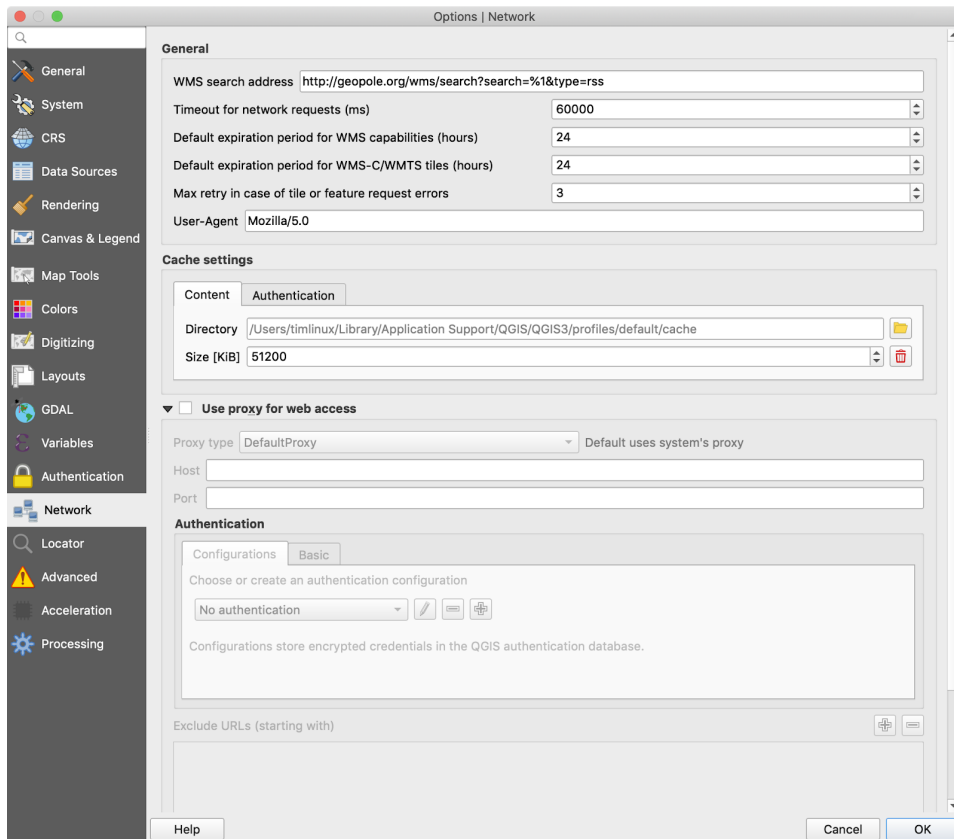 Options | Network
General
System
CRS
Data Sources
Rendering
Canvas & Legend
Map Tools
Colors
Digitizing
Layouts
GDAL
Variables
Authentication
Network
Locator
Advanced
Acceleration
Processing
General
WMS search address http://geopole.org/wms/search?search=%1&type=rss
Timeout for network requests (ms) 60000
Default expiration period for WMS capabilities (hours) 24
Default expiration period for WMS-C/WMTS tiles (hours) 24
Max retry in case of tile or feature request errors 3
User-Agent Mozilla/5.0
Cache settings
Content Authentication
Directory /Users/timlinux/Library/Application Support/QGIS/QGIS3/profiles/default/cache
Size [KiB] 51200
Use proxy for web access
Proxy type DefaultProxy Default uses system's proxy
Host
Port
Authentication
Configurations Basic
Choose or create an authentication configuration
No authentication
Configurations store encrypted credentials in the QGIS authentication database.
Exclude URLs (starting with)
Help Cancel OK